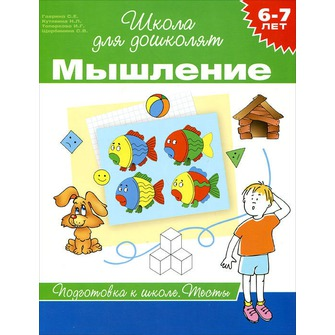 Гаврина С.Е.
Кутявина Н.Л.
Топоркова И.Г.
Щербинина С.В.
Школа
для дошколят
6-7
ЛЕТ
Мышление
Подготовка к школе. Тесты